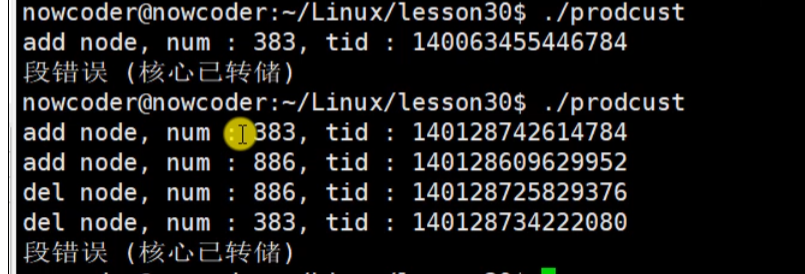 nowcoder@nowcoder:~/Linux/lesson30$ ./prodcust
add node, num : 383, tid : 140063455446784
段错误 (核心已转储)
nowcoder@nowcoder:~/Linux/lesson30$ ./prodcust
add node, num : 383, tid : 140128742614784
add node, num : 886, tid : 140128609629952
del node, num : 886, tid : 140128725829376
del node, num : 383, tid : 140128734222080
段错误 (核心已转储)